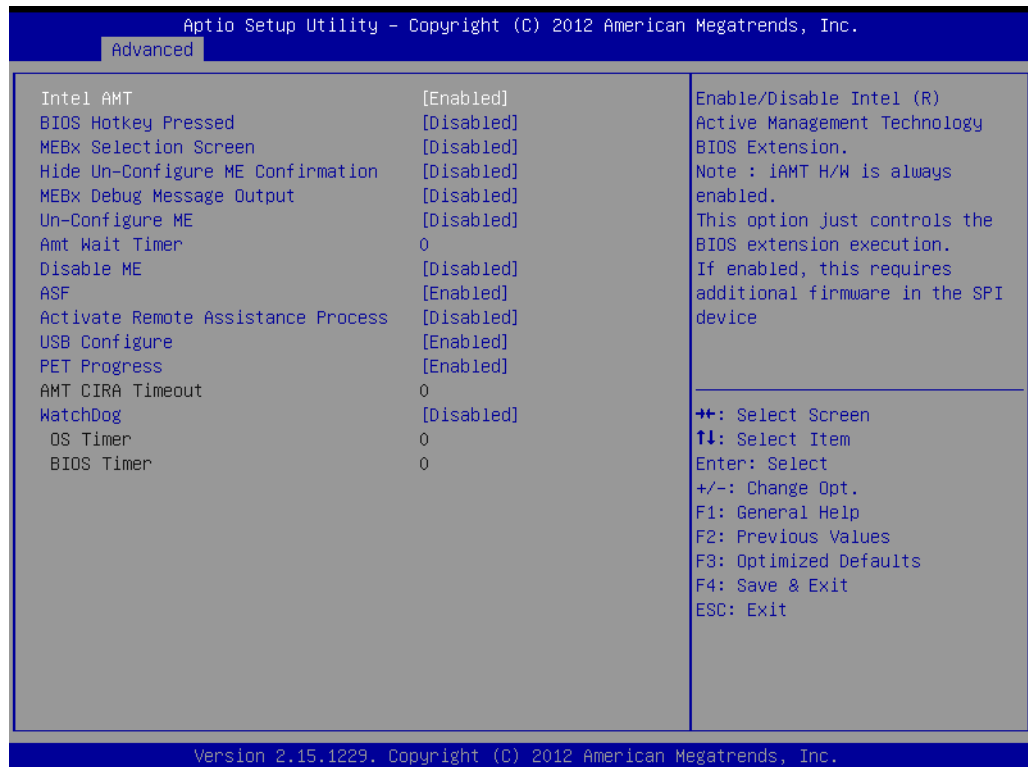 Aptio Setup Utility – Copyright (C) 2012 American Megatrends, Inc.
Advanced
Intel AMT [Enabled]
BIOS Hotkey Pressed [Disabled]
MEBx Selection Screen [Disabled]
Hide Un-Configure ME Confirmation [Disabled]
MEBx Debug Message Output [Disabled]
Un-Configure ME [Disabled]
Amt Wait Timer 0
Disable ME [Disabled]
ASF [Enabled]
Activate Remote Assistance Process [Disabled]
USB Configure [Enabled]
PET Progress [Enabled]
AMT CIRA Timeout 0
WatchDog [Disabled]
OS Timer 0
BIOS Timer 0
Enable/Disable Intel (R)
Active Management Technology
BIOS Extension.
Note : iAMT H/W is always
enabled.
This option just controls the
BIOS extension execution.
If enabled, this requires
additional firmware in the SPI
device
→←: Select Screen
↑↓: Select Item
Enter: Select
+/-: Change Opt.
F1: General Help
F2: Previous Values
F3: Optimized Defaults
F4: Save & Exit
ESC: Exit
Version 2.15.1229. Copyright (C) 2012 American Megatrends, Inc.